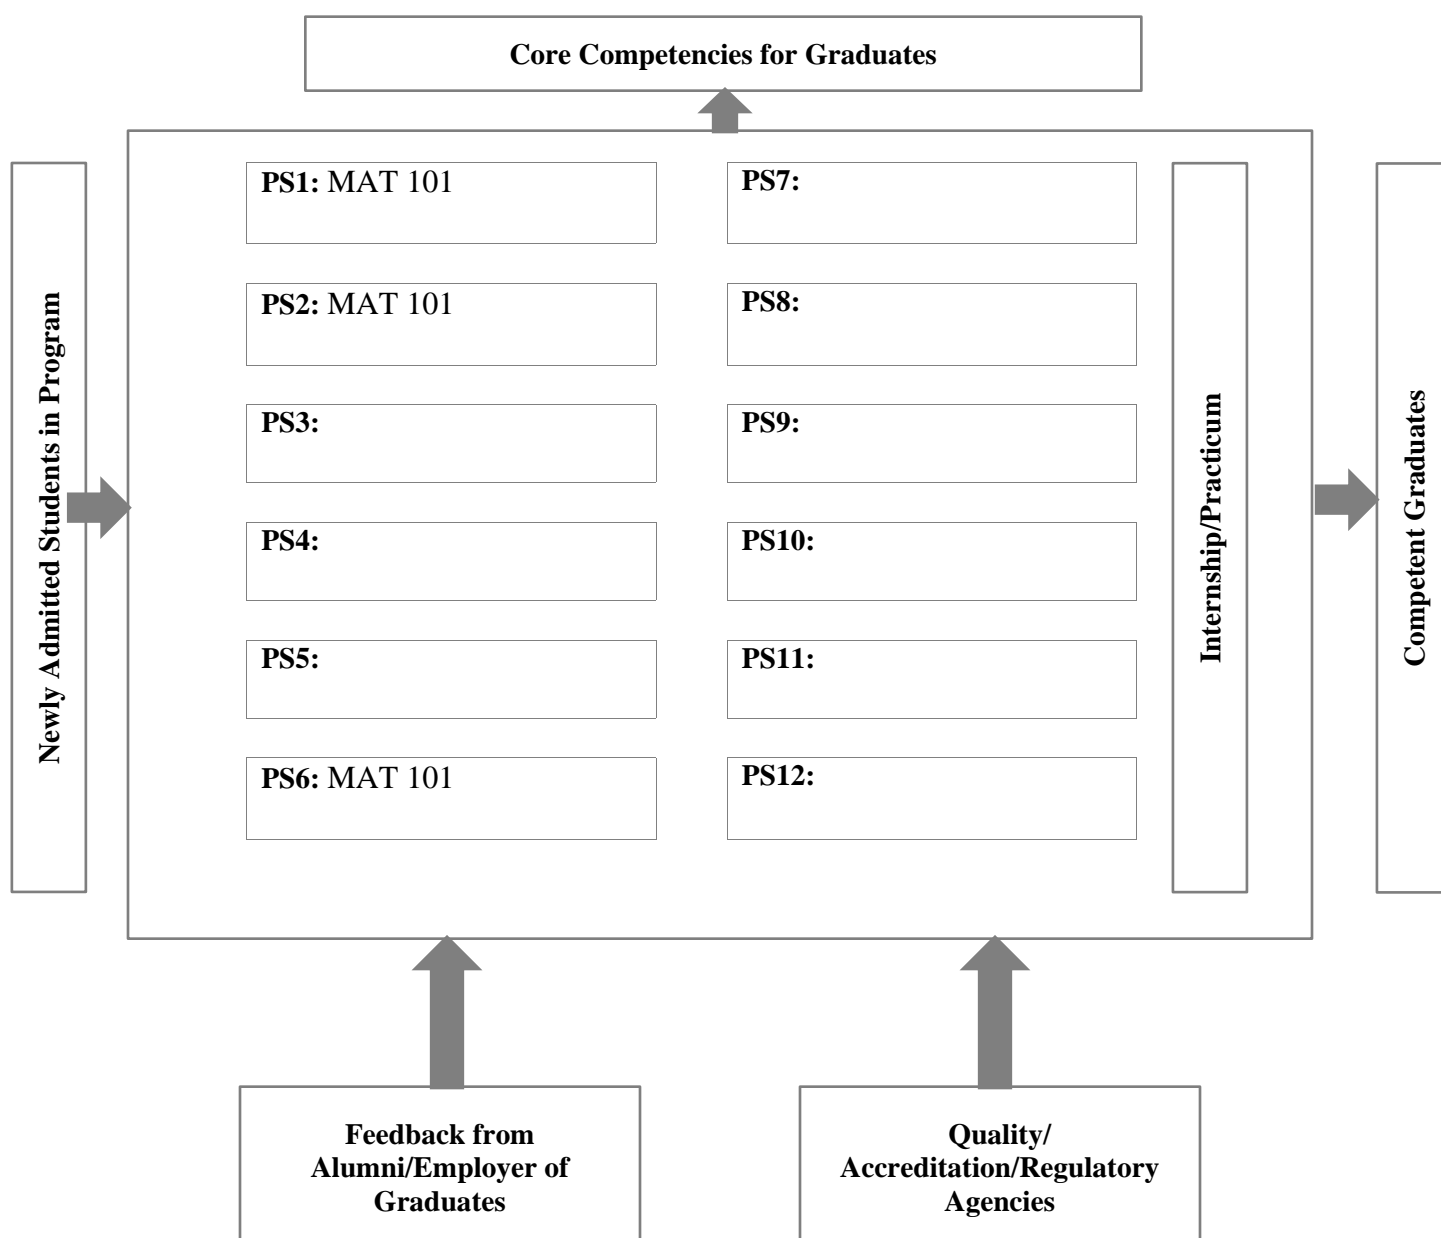 Core Competencies for Graduates
Newly Admitted Students in Program
PS1: MAT 101
PS2: MAT 101
PS3:
PS4:
PS5:
PS6: MAT 101
PS7:
PS8:
PS9:
PS10:
PS11:
PS12:
Internship/Practicum
Competent Graduates
Feedback from
Alumni/Employer of
Graduates
Quality/
Accreditation/Regulatory
Agencies